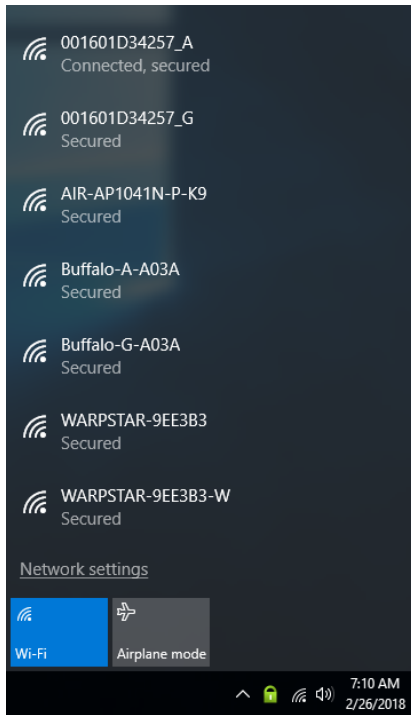 001601D34257_A
Connected, secured
001601D34257_G
Secured
AIR-AP1041N-P-K9
Secured
Buffalo-A-A03A
Secured
Buffalo-G-A03A
Secured
WARPSTAR-9EE3B3
Secured
WARPSTAR-9EE3B3-W
Secured
Network settings
Wi-Fi
Airplane mode
7:10 AM
2/26/2018